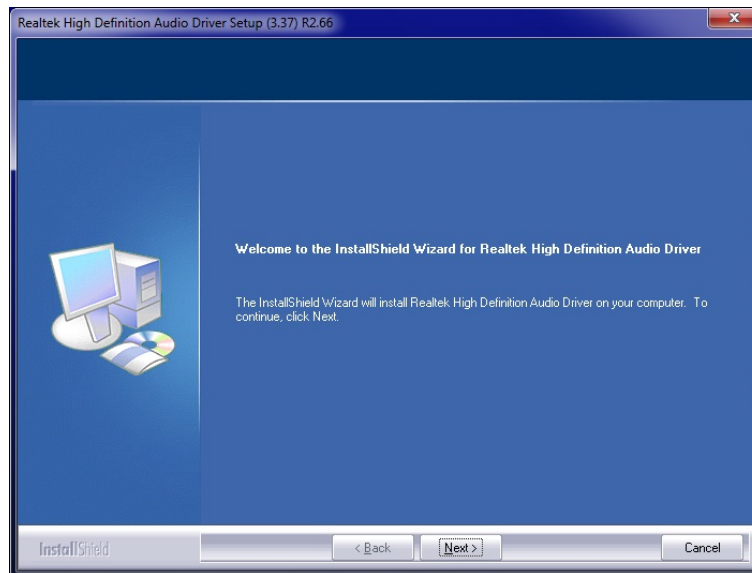 Realtek High Definition Audio Driver Setup (3.37) R2.66
Welcome to the InstallShield Wizard for Realtek High Definition Audio Driver
The InstallShield Wizard will install Realtek High Definition Audio Driver on your computer. To
continue, click Next.
InstallShield
< Back
Next >
Cancel